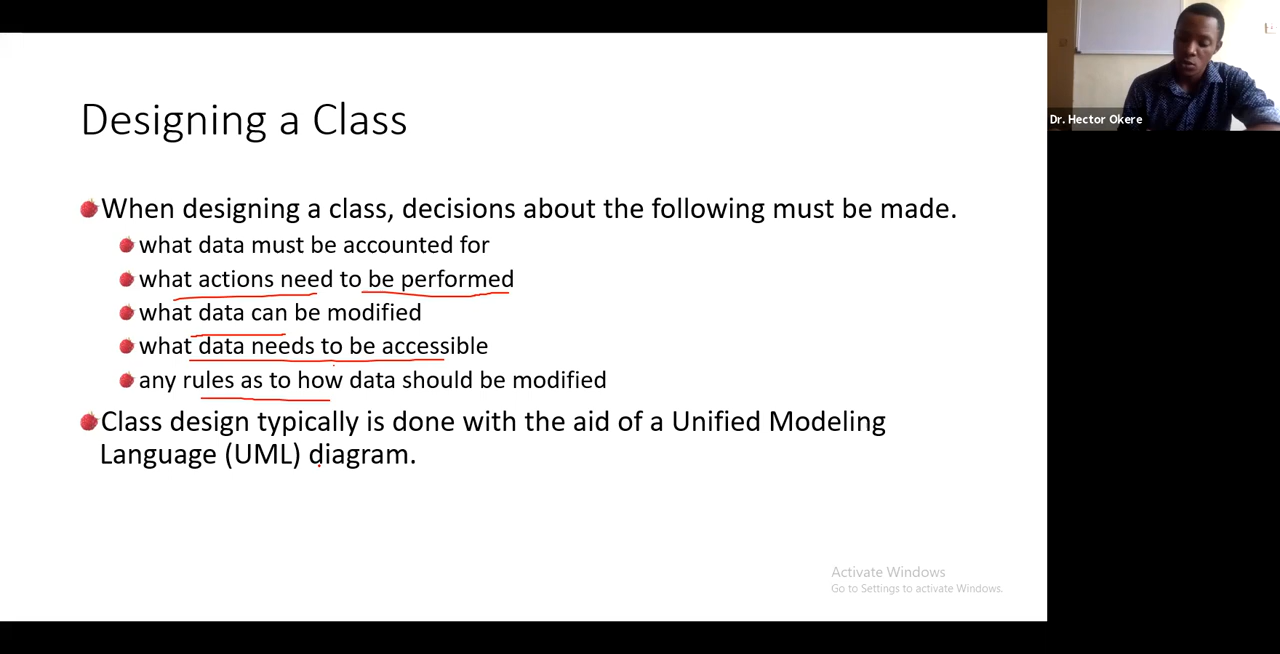 Designing a Class
When designing a class, decisions about the following must be made.
what data must be accounted for
what actions need to be performed
what data can be modified
what data needs to be accessible
any rules as to how data should be modified
Class design typically is done with the aid of a Unified Modeling
Language (UML) diagram.
Activate Windows
Go to Settings to activate Windows.
Dr. Hector Okere